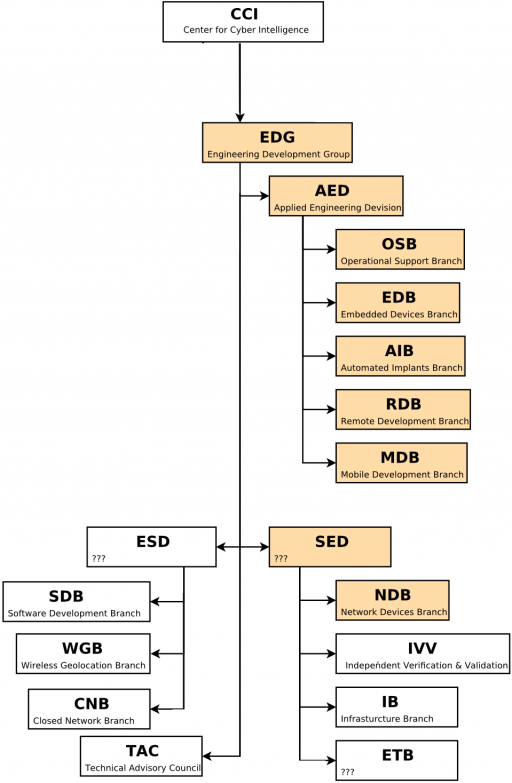 CCI
Center for Cyber Intelligence
EDG
Engineering Development Group
AED
Applied Engineering Devision
OSB
Operational Support Branch
EDB
Embedded Devices Branch
AIB
Automated Implants Branch
RDB
Remote Development Branch
MDB
Mobile Development Branch
ESD
???
SED
???
SDB
Software Development Branch
NDB
Network Devices Branch
WGB
Wireless Geolocation Branch
IVV
Independent Verification & Validation
CNB
Closed Network Branch
IB
Infrasturcture Branch
TAC
Technical Advisory Council
ETB
???